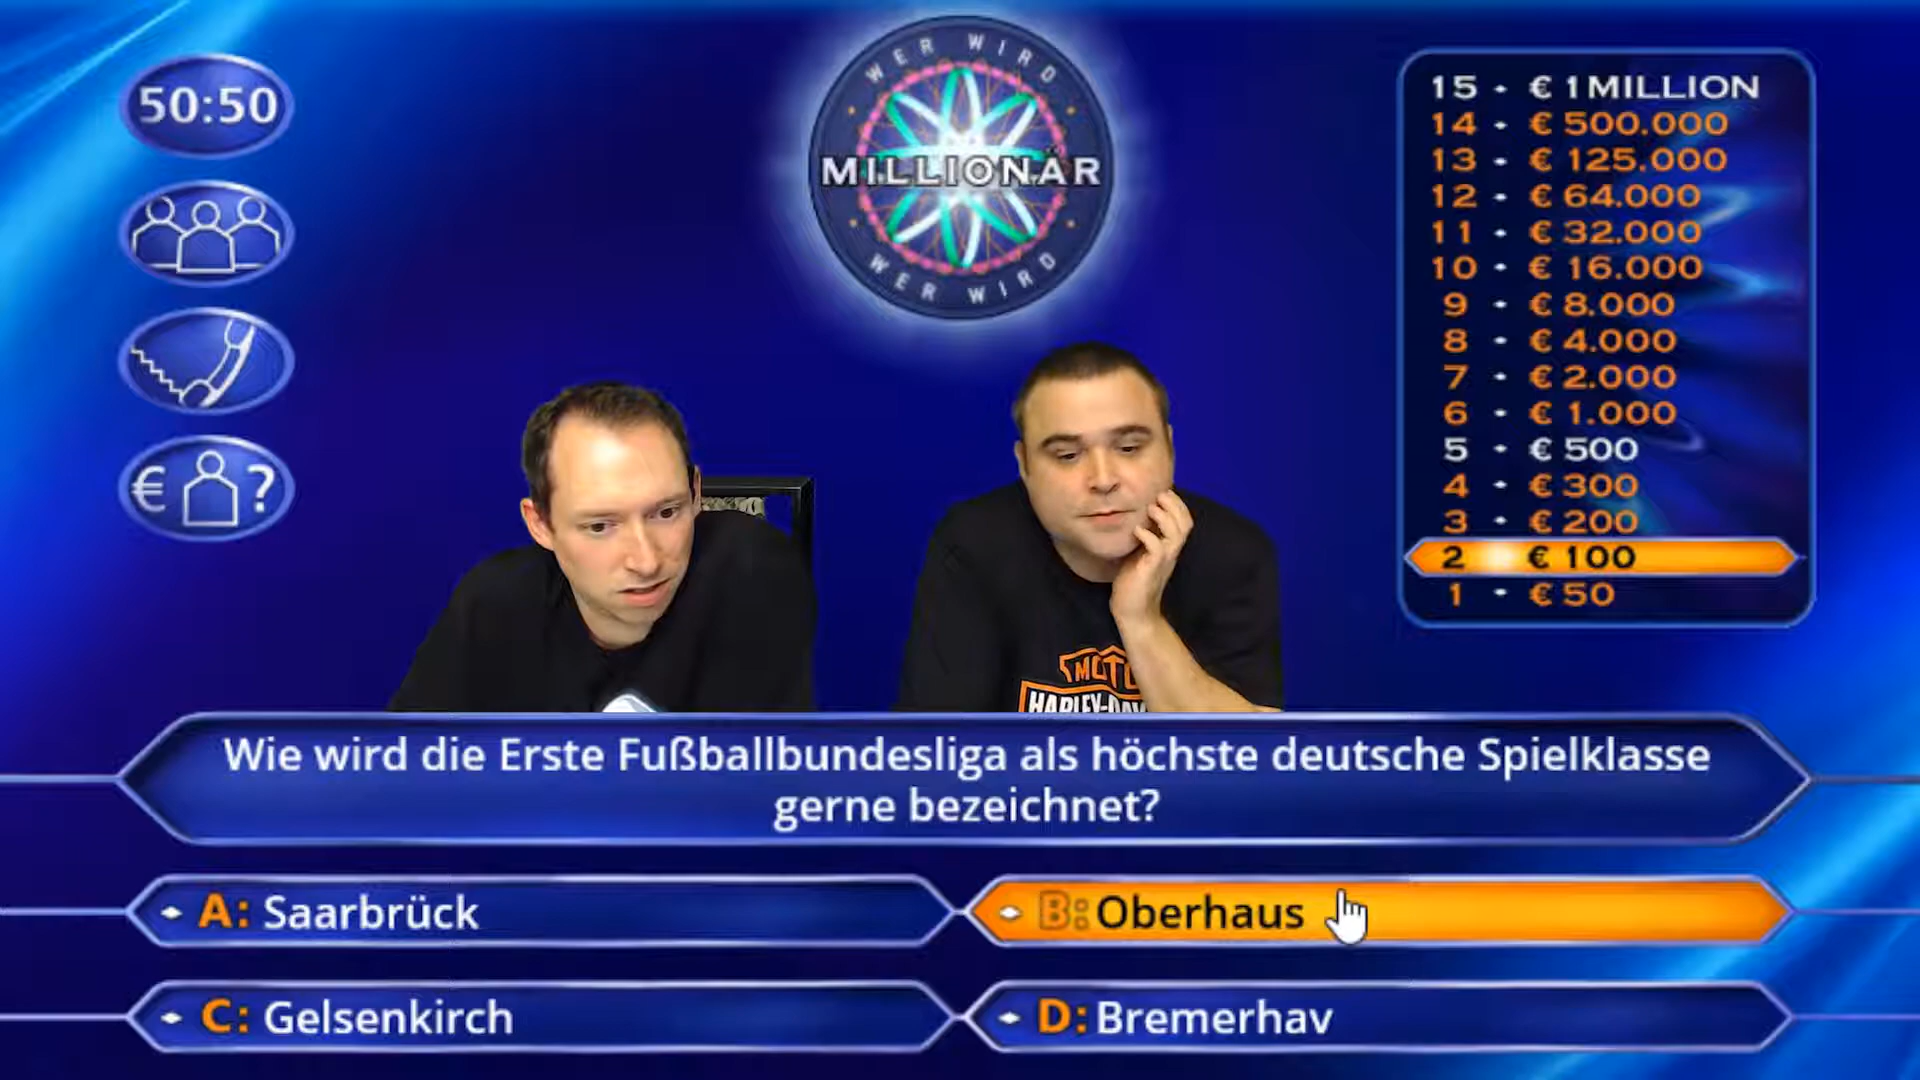 50:50
WER WIRD
MILLIONÄR
WER WIRD
€ ?
15 · € 1 MILLION
14 · € 500.000
13 · € 125.000
12 · € 64.000
11 · € 32.000
10 · € 16.000
9 · € 8.000
8 · € 4.000
7 · € 2.000
6 · € 1.000
5 · € 500
4 · € 300
3 · € 200
2 € 100
1 · € 50
Wie wird die Erste Fußballbundesliga als höchste deutsche Spielklasse
gerne bezeichnet?
A: Saarbrück
B: Oberhaus
C: Gelsenkirch
D: Bremerhav